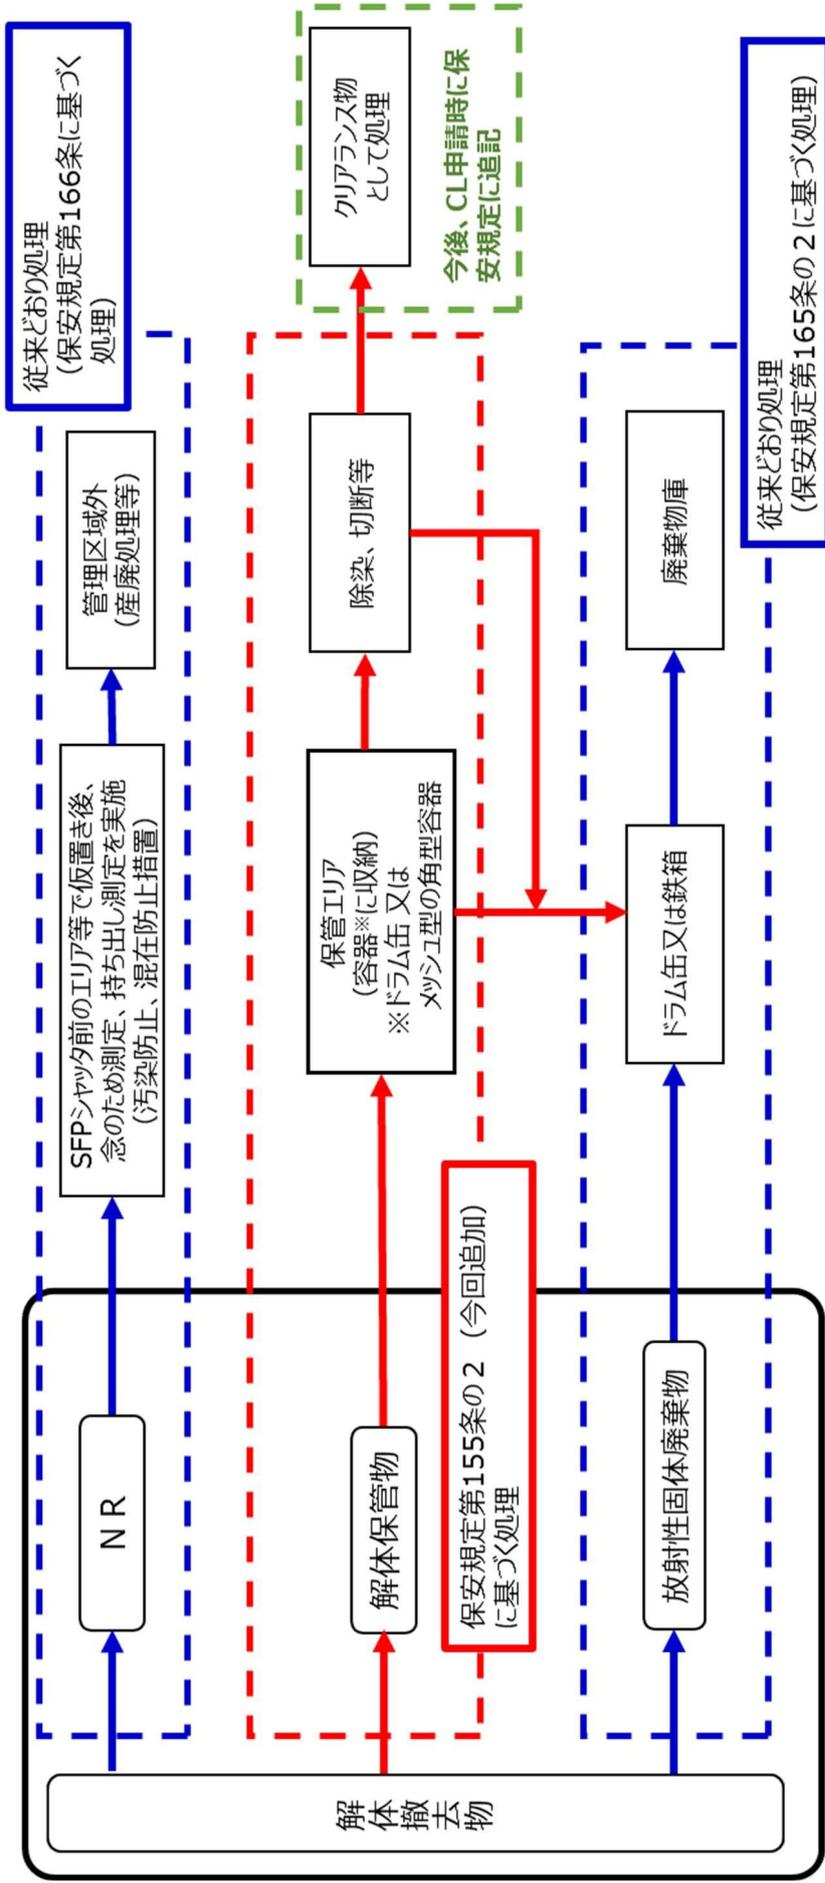 解体撤去物
ＮＲ
SFPシャッタ前のエリア等で仮置き後、
念のため測定、持ち出し測定を実施
（汚染防止、混在防止措置）
管理区域外
（産廃処理等）
従来どおり処理
（保安規定第166条に基づく
処理）
解体保管物
保管エリア
（容器※に収納）
※ドラム缶 又は
メッシュ型の角型容器
除染、切断等
クリアランス物
として処理
今後、CL申請時に保
安規定に追記
保安規定第155条の２（今回追加）
に基づく処理
放射性固体廃棄物
ドラム缶又は鉄箱
廃棄物庫
従来どおり処理
（保安規定第165条の２に基づく処理）